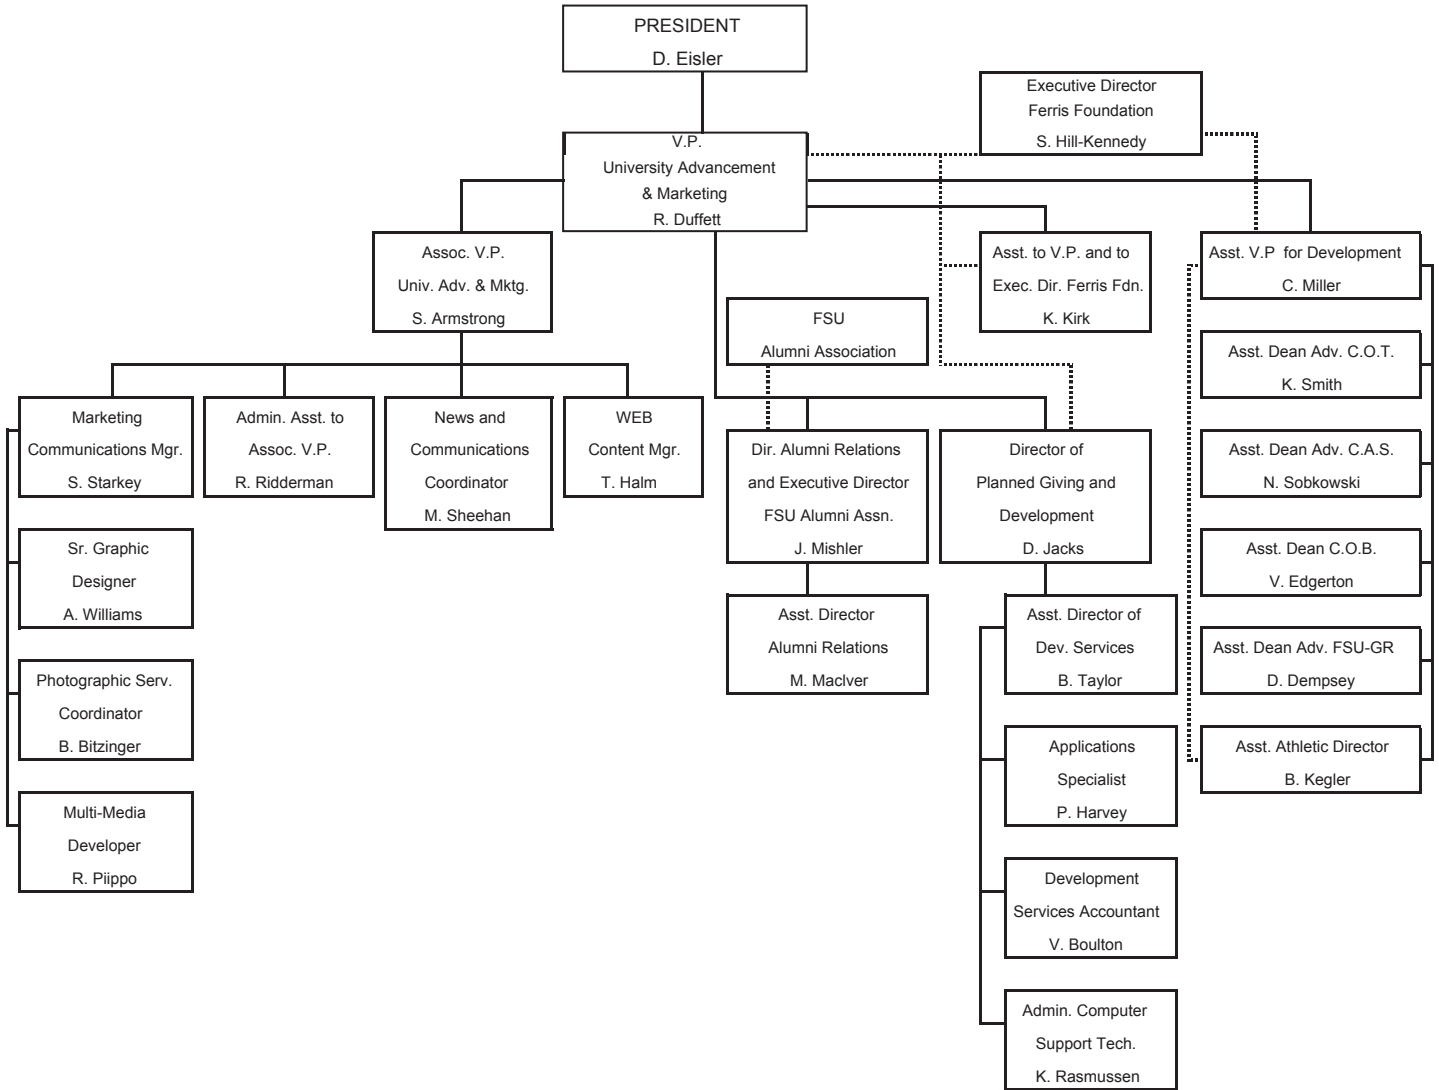 PRESIDENT
D. Eisler
Executive Director
Ferris Foundation
S. Hill-Kennedy
V.P.
University Advancement
& Marketing
R. Duffett
Assoc. V.P.
Univ. Adv. & Mktg.
S. Armstrong
Asst. to V.P. and to
Exec. Dir. Ferris Fdn.
K. Kirk
Asst. V.P for Development
C. Miller
FSU
Alumni Association
Asst. Dean Adv. C.O.T.
K. Smith
Marketing
Communications Mgr.
S. Starkey
Admin. Asst. to
Assoc. V.P.
R. Ridderman
News and
Communications
Coordinator
M. Sheehan
WEB
Content Mgr.
T. Halm
Dir. Alumni Relations
and Executive Director
FSU Alumni Assn.
J. Mishler
Director of
Planned Giving and
Development
D. Jacks
Asst. Dean Adv. C.A.S.
N. Sobkowski
Sr. Graphic
Designer
A. Williams
Asst. Dean C.O.B.
V. Edgerton
Asst. Director
Alumni Relations
M. MacIver
Asst. Director of
Dev. Services
B. Taylor
Asst. Dean Adv. FSU-GR
D. Dempsey
Photographic Serv.
Coordinator
B. Bitzinger
Applications
Specialist
P. Harvey
Asst. Athletic Director
B. Kegler
Multi-Media
Developer
R. Piippo
Development
Services Accountant
V. Boulton
Admin. Computer
Support Tech.
K. Rasmussen